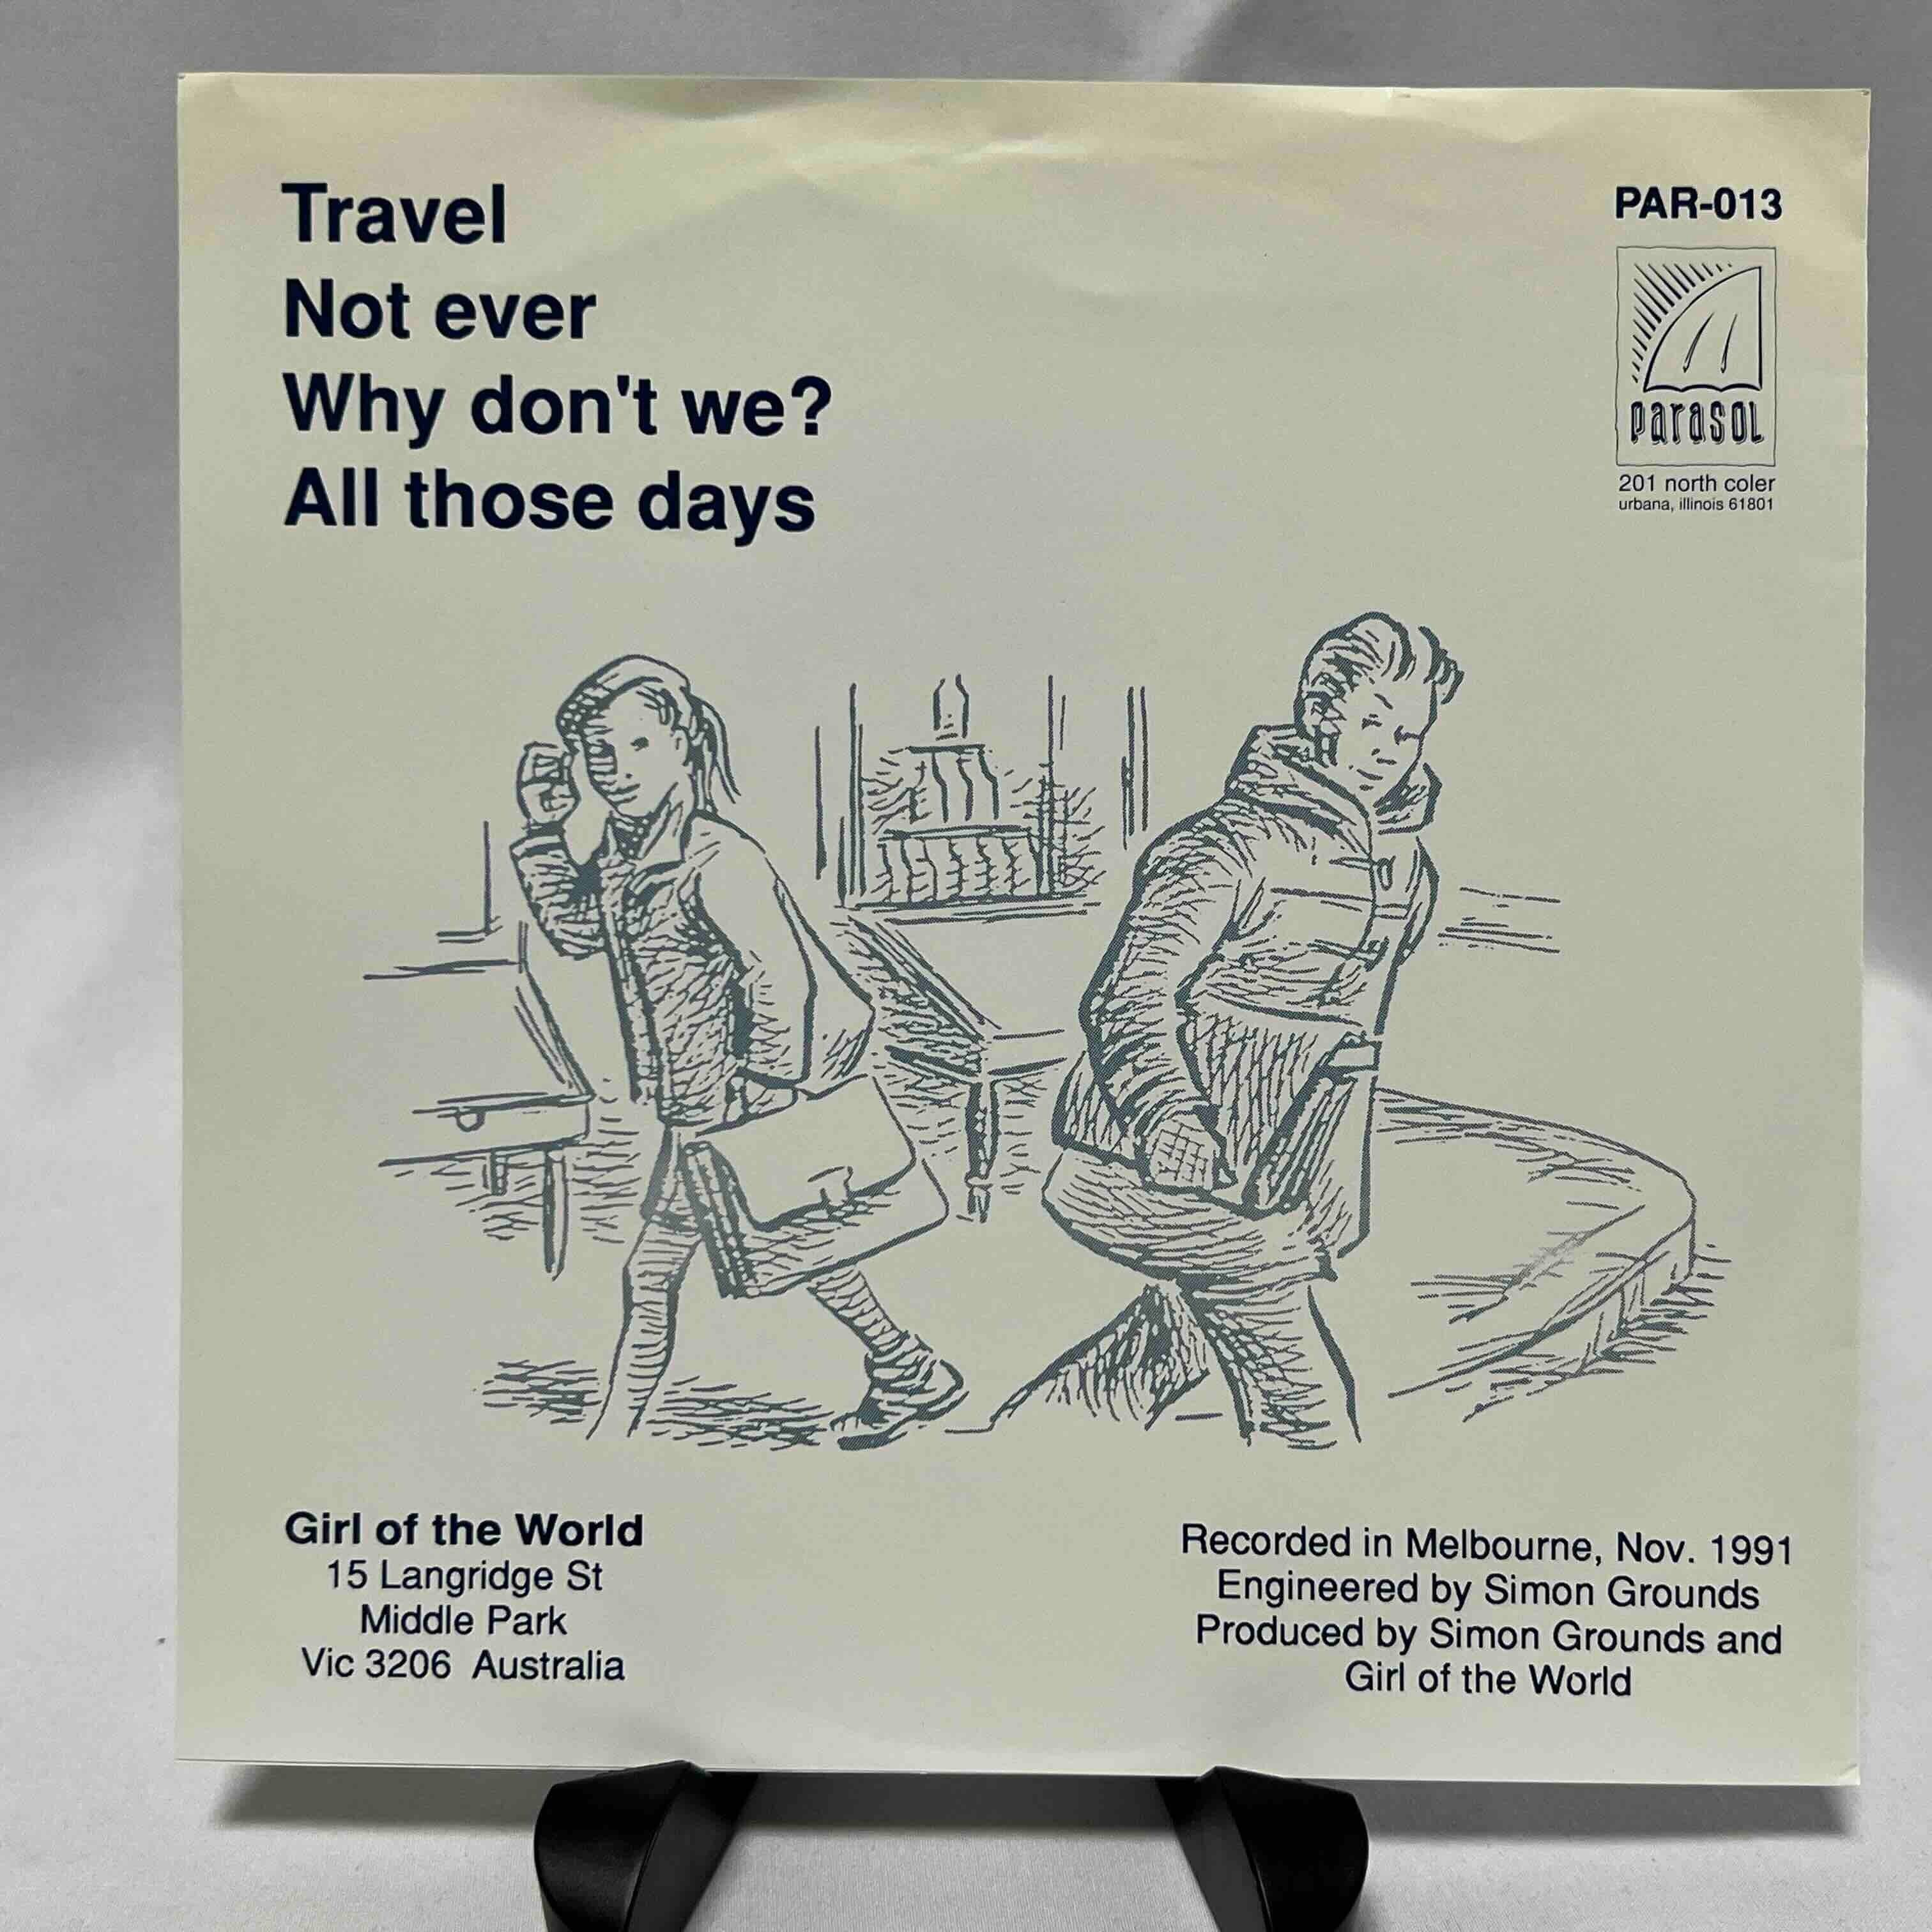 Travel
Not ever
Why don't we?
All those days
PAR-013
parasol
201 north coler
urbana, illinois 61801
Girl of the World
15 Langridge St
Middle Park
Vic 3206 Australia
Recorded in Melbourne, Nov. 1991
Engineered by Simon Grounds
Produced by Simon Grounds and
Girl of the World